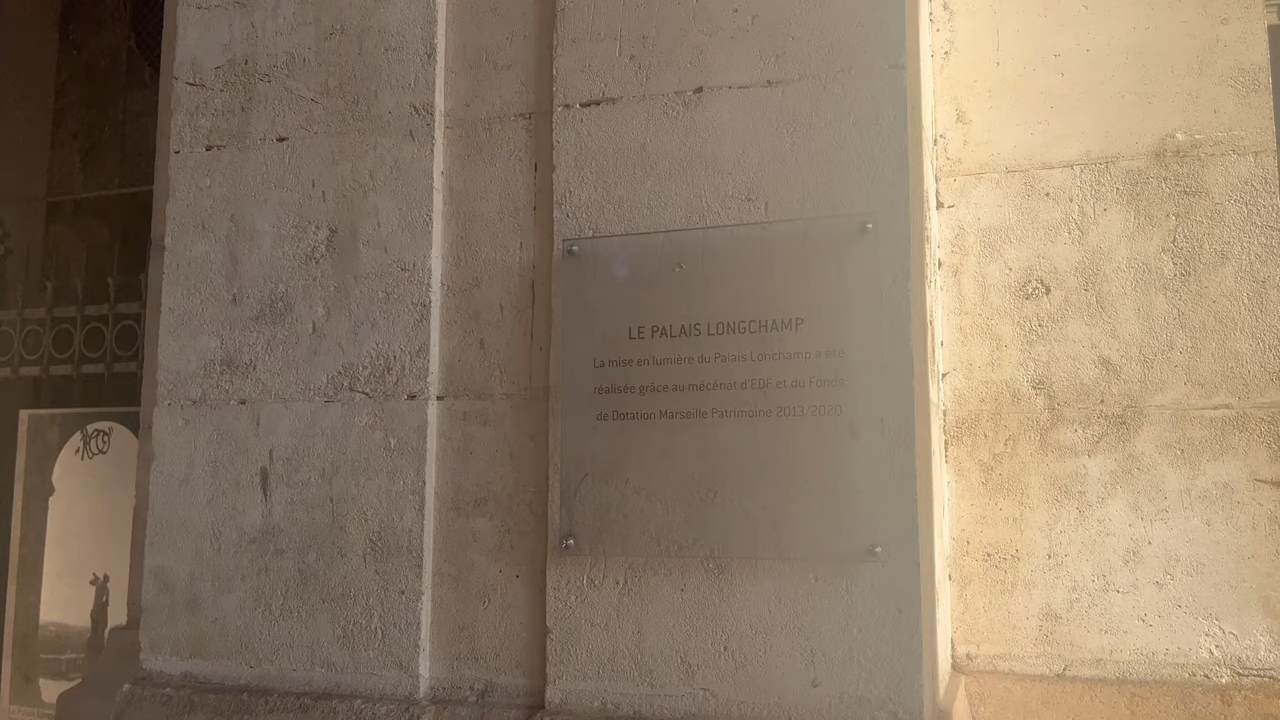 LE PALAIS LONGCHAMP
La mise en lumière du Palais Lonchamp a été
réalisée grâce au mécénat d'EDF et du Fonds
de Dotation Marseille Patrimoine 2013/2020